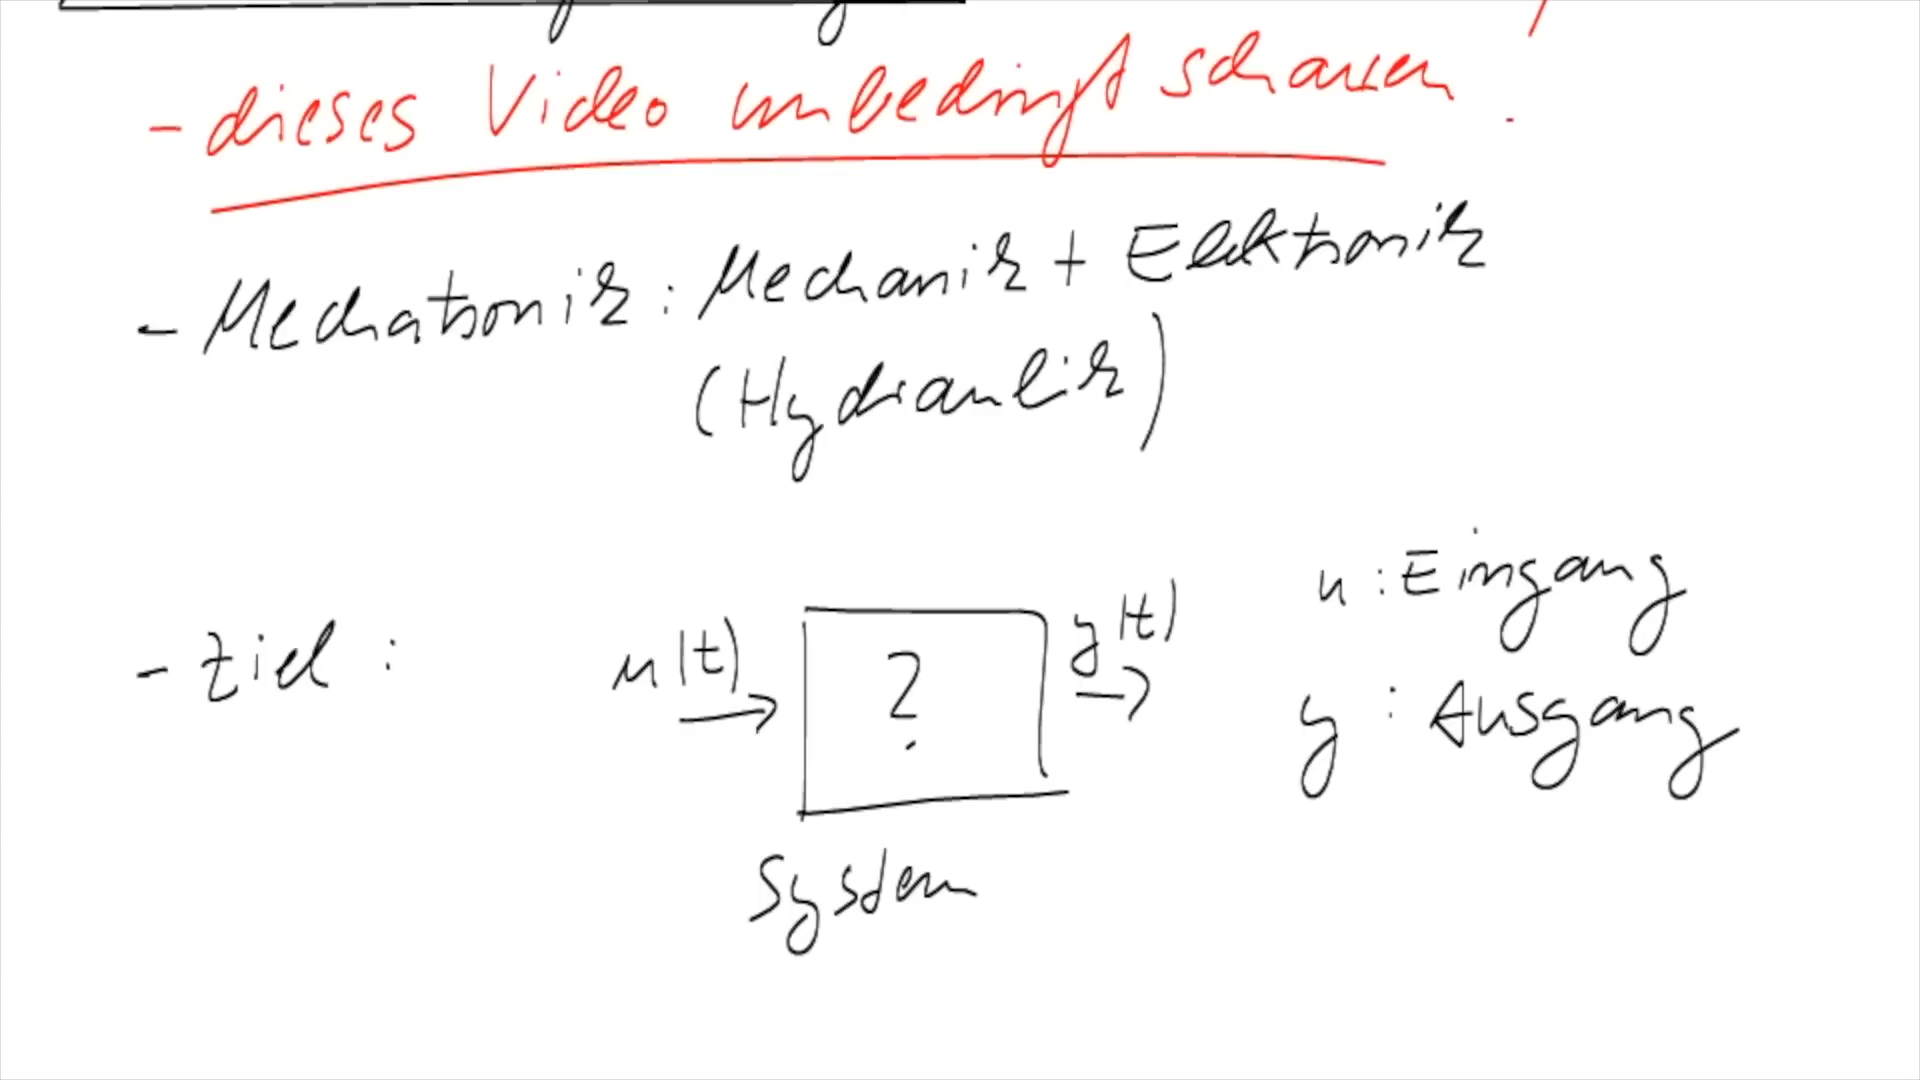 - dieses Video unbedingt schauen!
- Mechatronik: Mechanik + Elektronik
(Hydraulik)
- Ziel: u(t) ? y(t)
System
u: Eingang
y: Ausgang